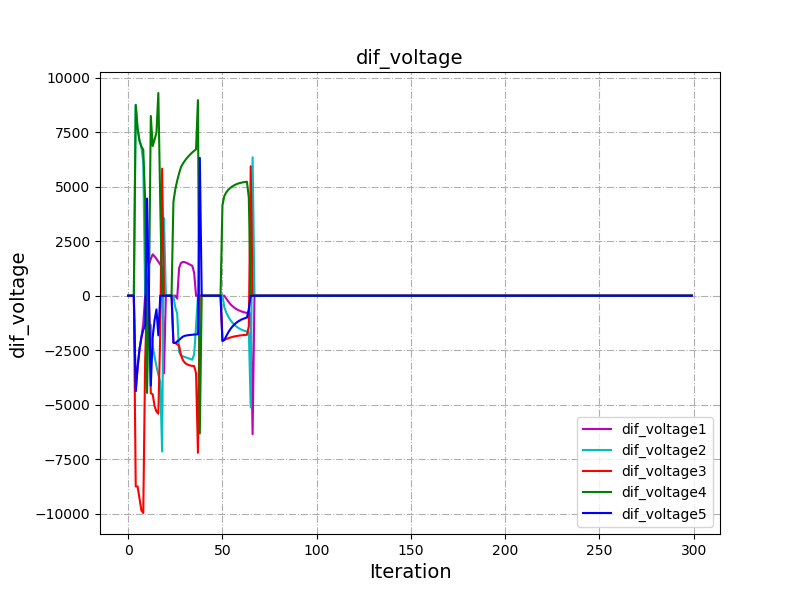 dif_voltage
10000
7500
5000
2500
0
−2500
−5000
−7500
−10000
dif_voltage
0
50
100
150
200
250
300
Iteration
dif_voltage1
dif_voltage2
dif_voltage3
dif_voltage4
dif_voltage5